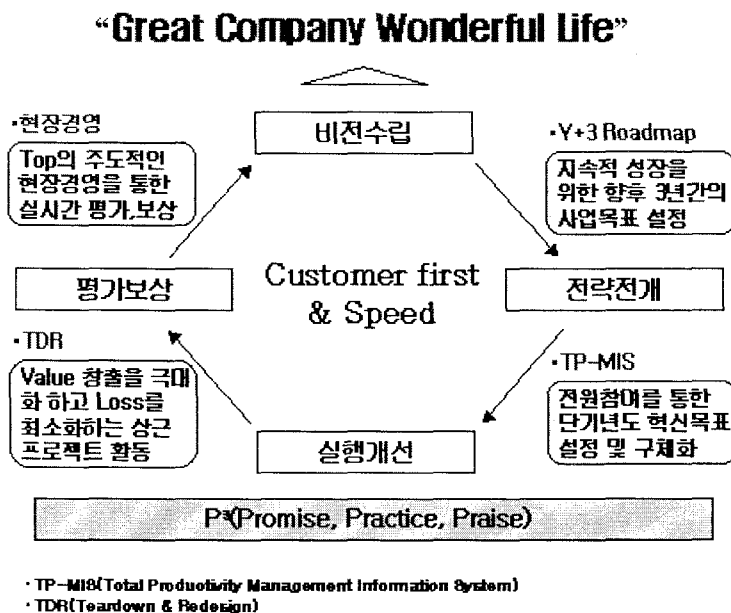 “Great Company Wonderful Life”
·현장경영
Top의 주도적인
현장경영을 통한
실시간 평가,보상
비전수립
·Y+3 Roadmap
지속적 성장을
위한 향후 3년간의
사업목표 설정
평가보상
Customer first
& Speed
전략전개
·TDR
Value 창출을 극대
화 하고 Loss를
최소화하는 상근
프로젝트 활동
실행개선
·TP-MIS
전원참여를 통한
단기년도 혁신목표
설정 및 구체화
P³(Promise, Practice, Praise)
·TP-MIS(Total Productivity Management Information System)
·TDR(Teardown & Redesign)